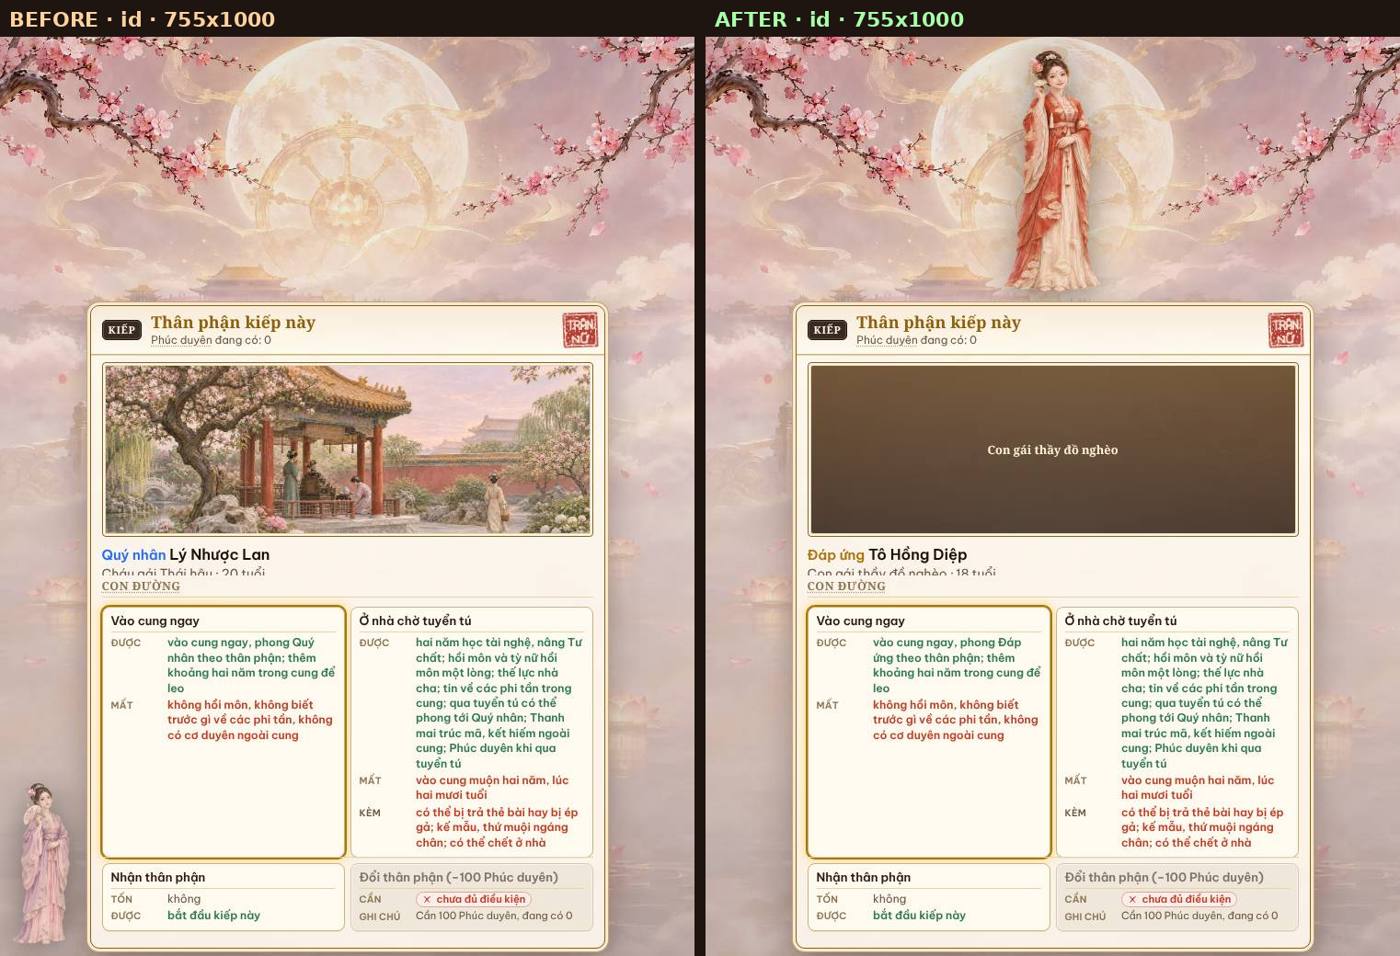 BEFORE · id · 755x1000
KIẾP
Thân phận kiếp này
Phúc duyên đang có: 0
TRÂN
NỮ
Quý nhân Lý Nhược Lan
Cháu gái Thái hậu · 20 tuổi
CON ĐƯỜNG
Vào cung ngay
ĐƯỢC
vào cung ngay, phong Quý
nhân theo thân phận; thêm
khoảng hai năm trong cung để
leo
MẤT
không hồi môn, không biết
trước gì về các phi tần, không
có cơ duyên ngoài cung
Ở nhà chờ tuyển tú
ĐƯỢC
hai năm học tài nghệ, nâng Tư
chất; hồi môn và tỳ nữ hồi
môn một lòng; thế lực nhà
cha; tin về các phi tần trong
cung; qua tuyển tú có thể
phong tới Quý nhân; Thanh
mai trúc mã, kết hiếm ngoài
cung; Phúc duyên khi qua
tuyển tú
MẤT
vào cung muộn hai năm, lúc
hai mươi tuổi
KÈM
có thể bị trả thẻ bài hay bị ép
gả; kế mẫu, thứ muội ngáng
chân; có thể chết ở nhà
Nhận thân phận
TỐN
không
ĐƯỢC
bắt đầu kiếp này
Đổi thân phận (−100 Phúc duyên)
CẦN
× chưa đủ điều kiện
GHI CHÚ
Cần 100 Phúc duyên, đang có 0
AFTER · id · 755x1000
KIẾP
Thân phận kiếp này
Phúc duyên đang có: 0
TRÂN
NỮ
Con gái thầy đồ nghèo
Đáp ứng Tô Hồng Diệp
Con gái thầy đồ nghèo · 18 tuổi
CON ĐƯỜNG
Vào cung ngay
ĐƯỢC
vào cung ngay, phong Đáp
ứng theo thân phận; thêm
khoảng hai năm trong cung để
leo
MẤT
không hồi môn, không biết
trước gì về các phi tần, không
có cơ duyên ngoài cung
Ở nhà chờ tuyển tú
ĐƯỢC
hai năm học tài nghệ, nâng Tư
chất; hồi môn và tỳ nữ hồi
môn một lòng; thế lực nhà
cha; tin về các phi tần trong
cung; qua tuyển tú có thể
phong tới Quý nhân; Thanh
mai trúc mã, kết hiếm ngoài
cung; Phúc duyên khi qua
tuyển tú
MẤT
vào cung muộn hai năm, lúc
hai mươi tuổi
KÈM
có thể bị trả thẻ bài hay bị ép
gả; kế mẫu, thứ muội ngáng
chân; có thể chết ở nhà
Nhận thân phận
TỐN
không
ĐƯỢC
bắt đầu kiếp này
Đổi thân phận (−100 Phúc duyên)
CẦN
× chưa đủ điều kiện
GHI CHÚ
Cần 100 Phúc duyên, đang có 0